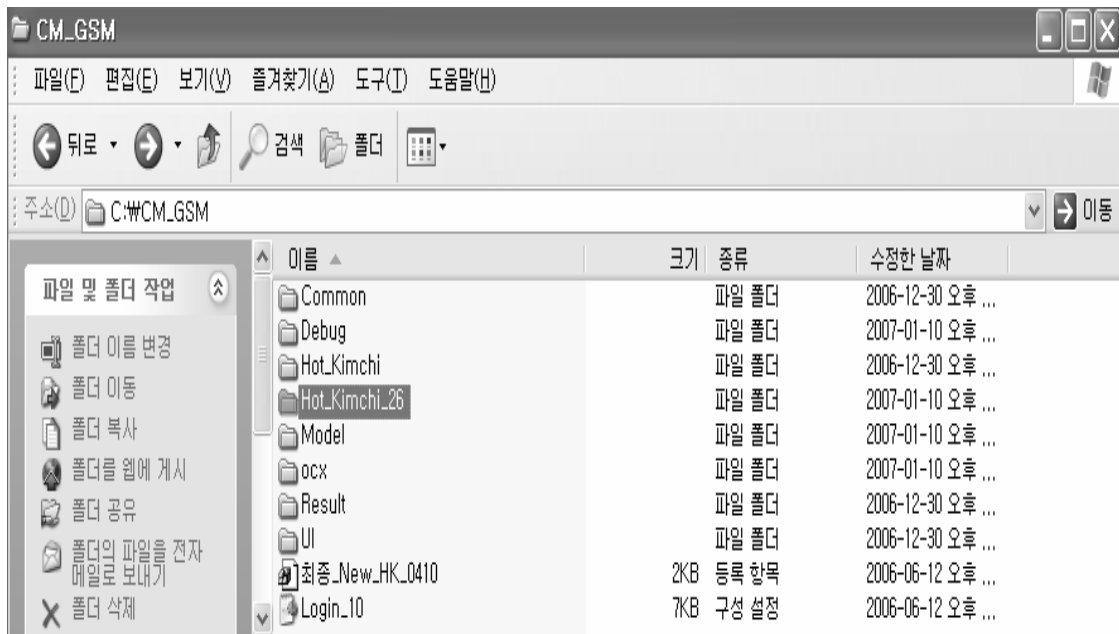 CM_GSM
파일(F) 편집(E) 보기(V) 즐겨찾기(A) 도구(T) 도움말(H)
뒤로 검색 폴더
주소(D) C:₩CM_GSM 이동
이름 크기 종류 수정한 날짜
파일 및 폴더 작업
폴더 이름 변경
폴더 이동
폴더 복사
폴더를 웹에 게시
폴더 공유
폴더의 파일을 전자
메일로 보내기
폴더 삭제
Common 파일 폴더 2006-12-30 오후 ...
Debug 파일 폴더 2007-01-10 오후 ...
Hot_Kimchi 파일 폴더 2006-12-30 오후 ...
Hot_Kimchi_26 파일 폴더 2007-01-10 오후 ...
Model 파일 폴더 2007-01-10 오후 ...
ocx 파일 폴더 2007-01-10 오후 ...
Result 파일 폴더 2006-12-30 오후 ...
UI 파일 폴더 2006-12-30 오후 ...
최종_New_HK_0410 2KB 등록 항목 2006-06-12 오후 ...
Login_10 7KB 구성 설정 2006-06-12 오후 ...